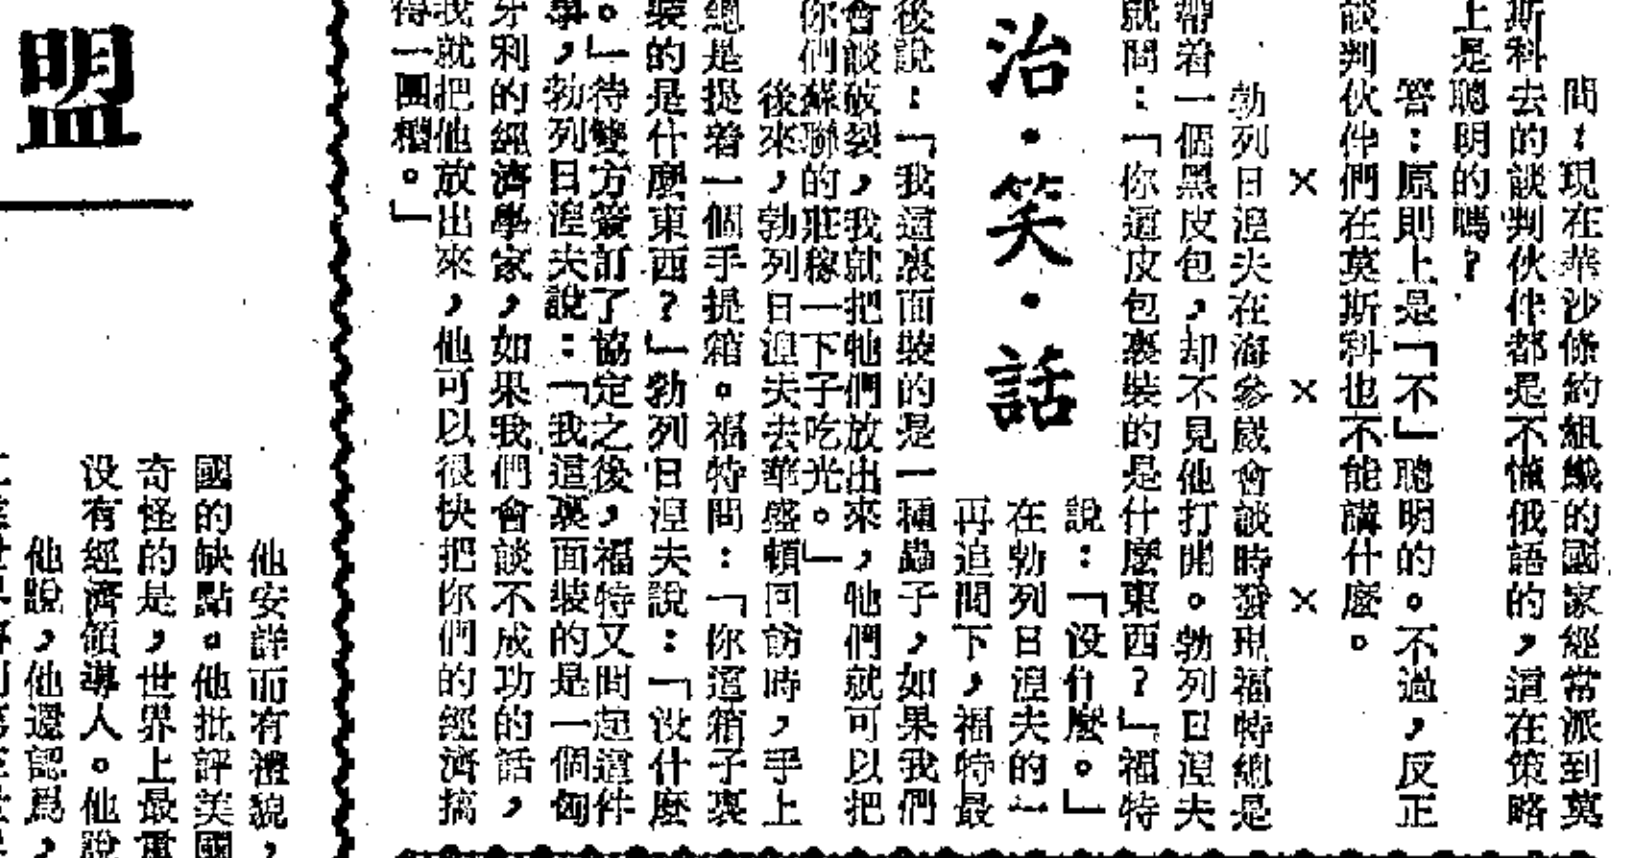 問：現在華沙條約組織的國家經常派到莫
斯科去的談判伙伴都是不懂俄語的，這在策略
上是聰明的嗎？
答：原則上是「不」聰明的。不過，反正
談判伙伴們在莫斯科也不能講什麼。
× × ×
勃列日涅夫在海參崴會談時發現福特總是
帶着一個黑皮包，却不見他打開。勃列日涅夫
就問：「你這皮包裏裝的是什麼東西？」福特
治·笑·話
說：「没什麼。」
在勃列日涅夫的一
再追問下，福特最
後說：「我這裏面裝的是一種蟲子，如果我們
會談破裂，我就把牠們放出來，牠們就可以把
你們蘇聯的莊稼一下子吃光。」
後來，勃列日涅夫去華盛頓回訪時，手上
總是提着一個手提箱。福特問：「你這箱子裏
裝的是什麼東西？」勃列日涅夫說：「没什麼
。」待雙方簽訂了協定之後，福特又問起這件
事，勃列日涅夫說：「我這裏面裝的是一個匈
牙利的經濟學家，如果我們會談不成功的話，
我就把他放出來，他可以很快把你們的經濟搞
得一團糟。」
盟
他安詳而有禮貌，
國的缺點。他批評美國
奇怪的是，世界上最重
没有經濟領導人。他說
他說，他還認爲，